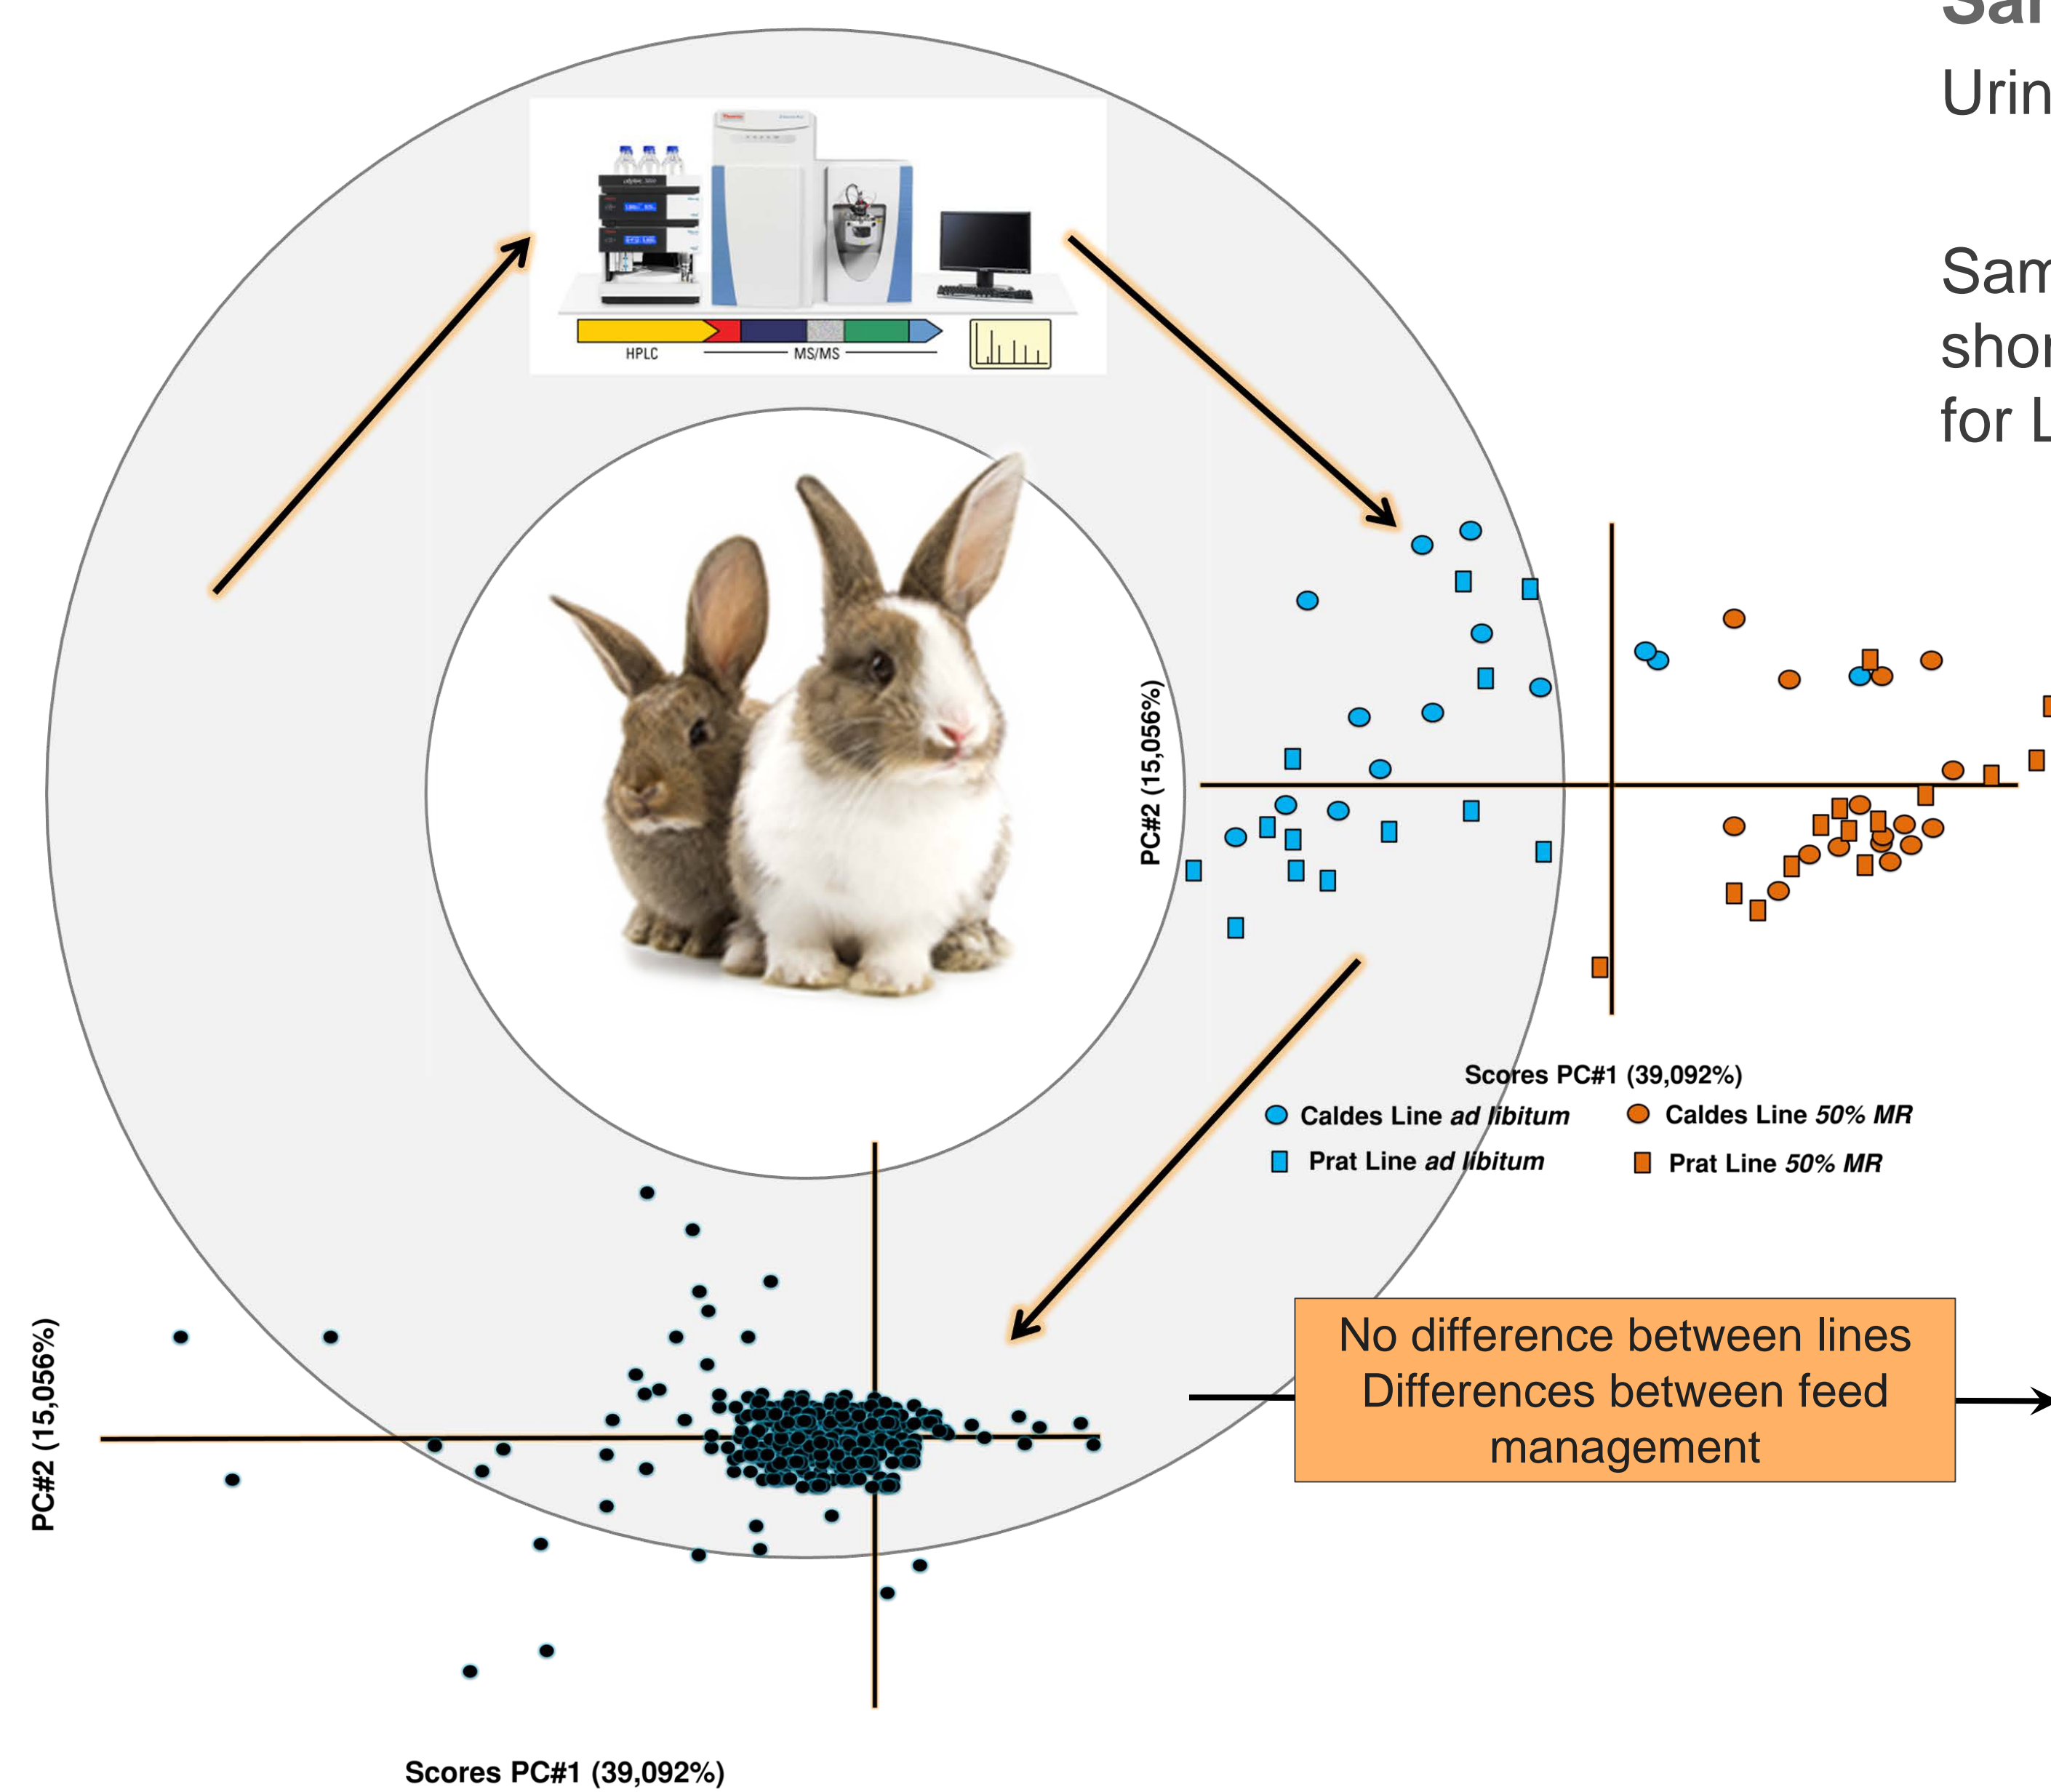 Urin
Sam
shor
for L
HPLC
MS/MS
PC#2 (15,056%)
Scores PC#1 (39,092%)
Caldes Line ad libitum
Caldes Line 50% MR
Prat Line ad libitum
Prat Line 50% MR
No difference between lines
Differences between feed
management
PC#2 (15,056%)
Scores PC#1 (39,092%)